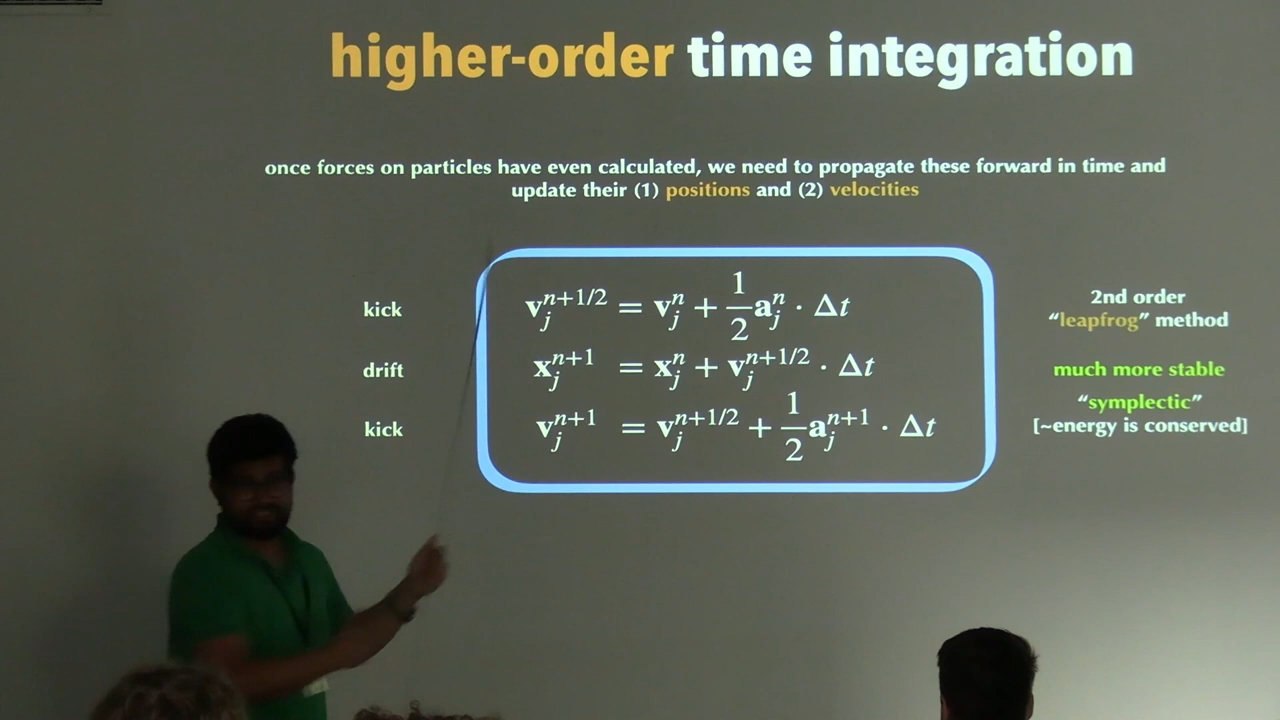 higher-order time integration
once forces on particles have even calculated, we need to propagate these forward in time and
update their (1) positions and (2) velocities
kick
v_j^{n+1/2} = v_j^n + \frac{1}{2} a_j^n · Δt
2nd order
“leapfrog” method
drift
x_j^{n+1} = x_j^n + v_j^{n+1/2} · Δt
much more stable
kick
v_j^{n+1} = v_j^{n+1/2} + \frac{1}{2} a_j^{n+1} · Δt
“symplectic”
[~energy is conserved]